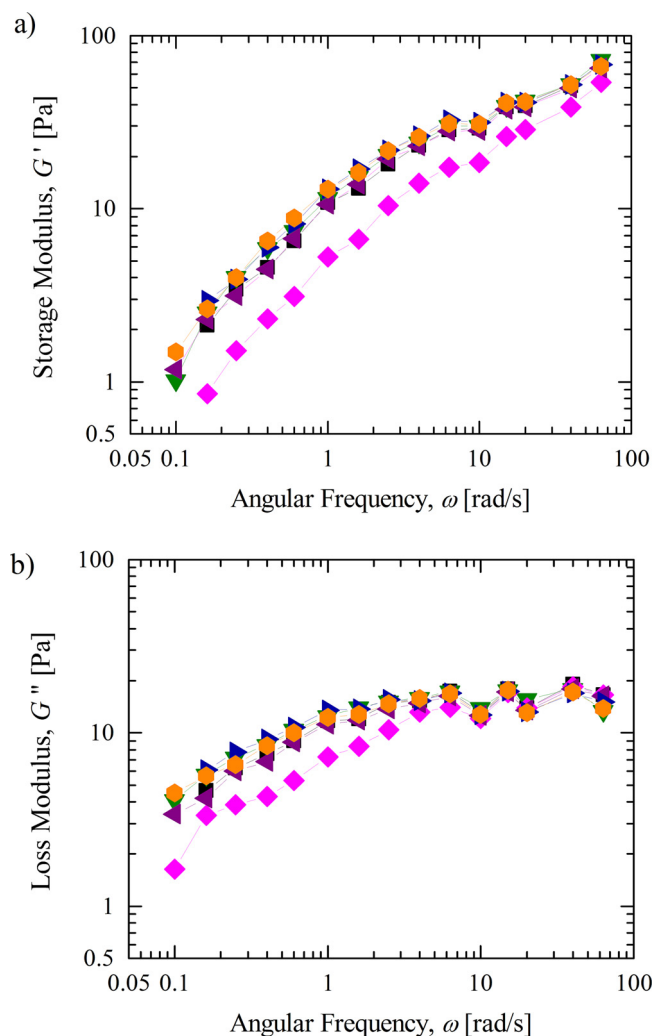 a)
100
10
1
0.5
Storage Modulus, G ' [Pa]
0.05 0.1 1 10 100
Angular Frequency, ω [rad/s]
b)
100
10
1
0.5
Loss Modulus, G " [Pa]
0.05 0.1 1 10 100
Angular Frequency, ω [rad/s]